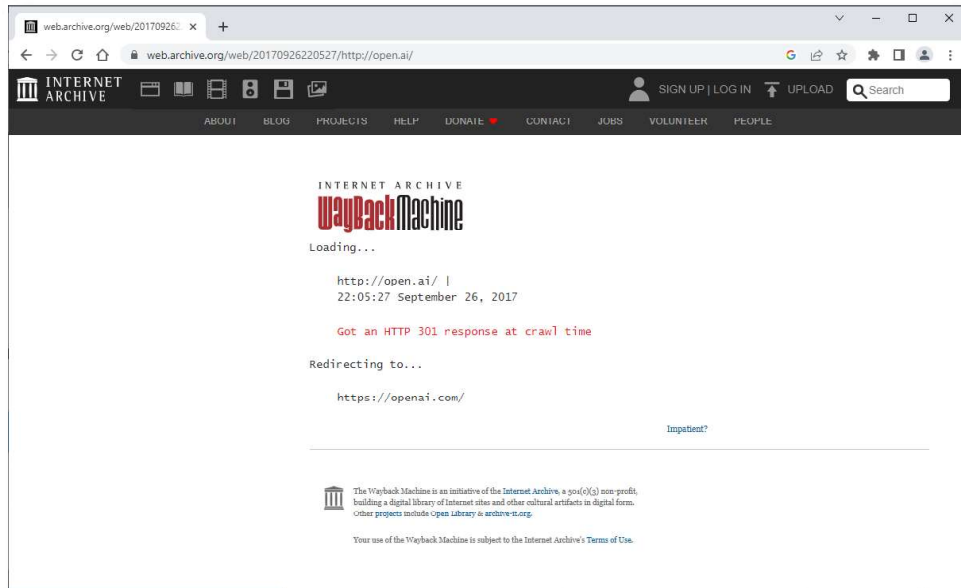 web.archive.org/web/201709262
web.archive.org/web/20170926220527/http://open.ai/
INTERNET
ARCHIVE
SIGN UP | LOG IN
UPLOAD
Search
ABOUT BLOG PROJECTS HELP DONATE CONTACT JOBS VOLUNTEER PEOPLE
INTERNET ARCHIVE
WayBackMachine
Loading...
http://open.ai/ |
22:05:27 September 26, 2017
Got an HTTP 301 response at crawl time
Redirecting to...
https://openai.com/
Impatient?
The Wayback Machine is an initiative of the Internet Archive, a 501(c)(3) non-profit,
building a digital library of Internet sites and other cultural artifacts in digital form.
Other projects include Open Library & archive-it.org.
Your use of the Wayback Machine is subject to the Internet Archive's Terms of Use.